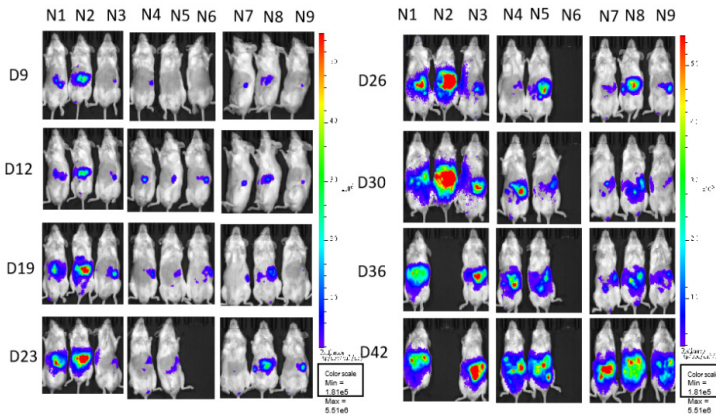 N1 N2 N3 N4 N5 N6 N7 N8 N9
D9
D12
D19
D23
Color scale
Min =
1.81e5
Max =
5.51e6
N1 N2 N3 N4 N5 N6 N7 N8 N9
D26
D30
D36
D42
Color scale
Min =
1.81e5
Max =
5.51e6